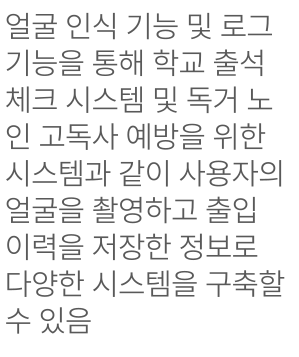 얼굴 인식 기능 및 로그
기능을 통해 학교 출석
체크 시스템 및 독거 노
인 고독사 예방을 위한
시스템과 같이 사용자의
얼굴을 촬영하고 출입
이력을 저장한 정보로
다양한 시스템을 구축할
수 있음